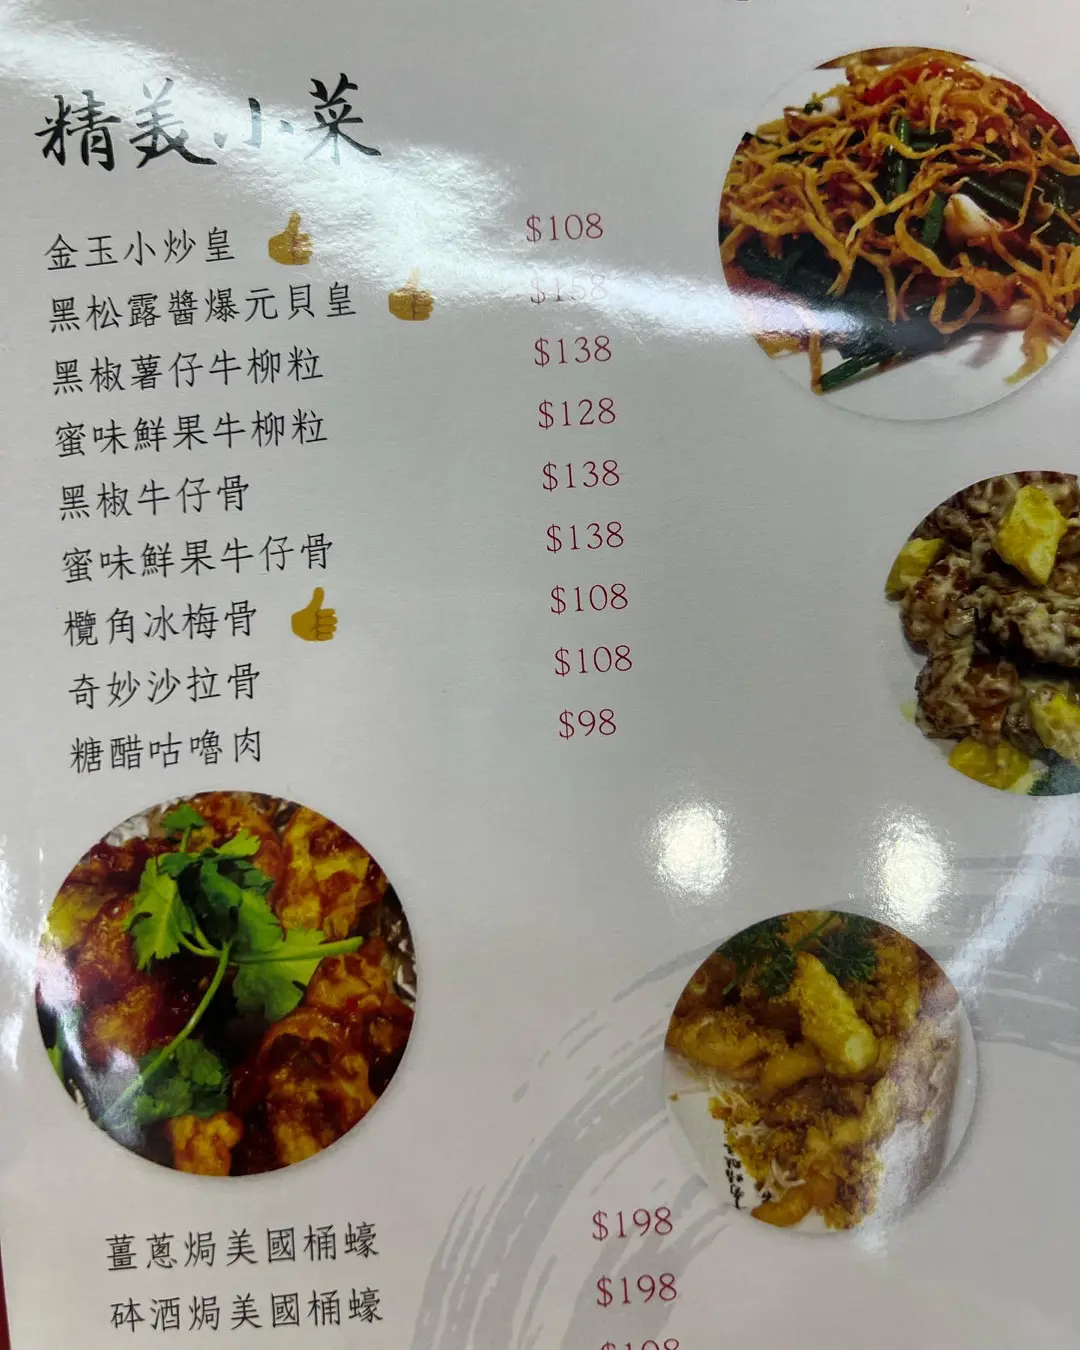 精美小菜
金玉小炒皇 $108
黑松露醬爆元貝皇 $158
黑椒薯仔牛柳粒 $138
蜜味鮮果牛柳粒 $128
黑椒牛仔骨 $138
蜜味鮮果牛仔骨 $138
欖角冰梅骨 $108
奇妙沙拉骨 $108
糖醋咕嚕肉 $98
薑蔥焗美國桶蠔 $198
砵酒焗美國桶蠔 $198